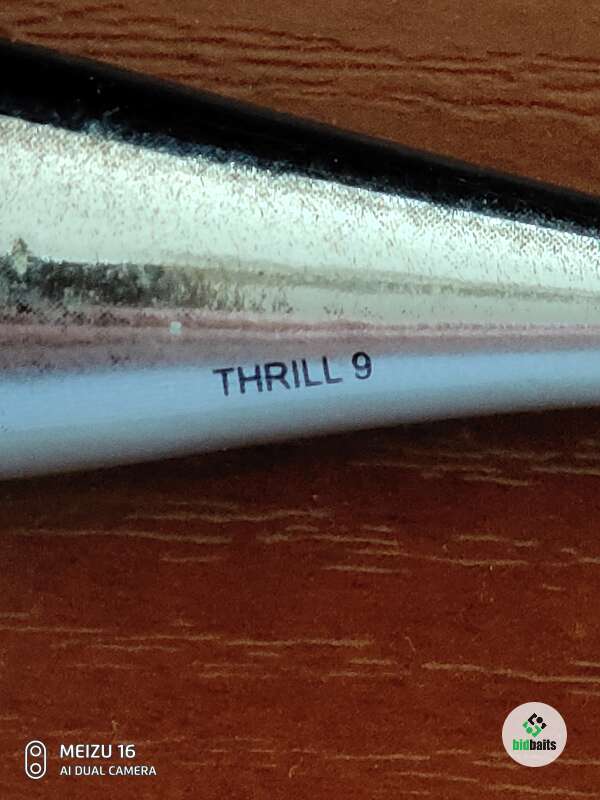 THRILL 9
bidbaits
MEIZU 16
AI DUAL CAMERA